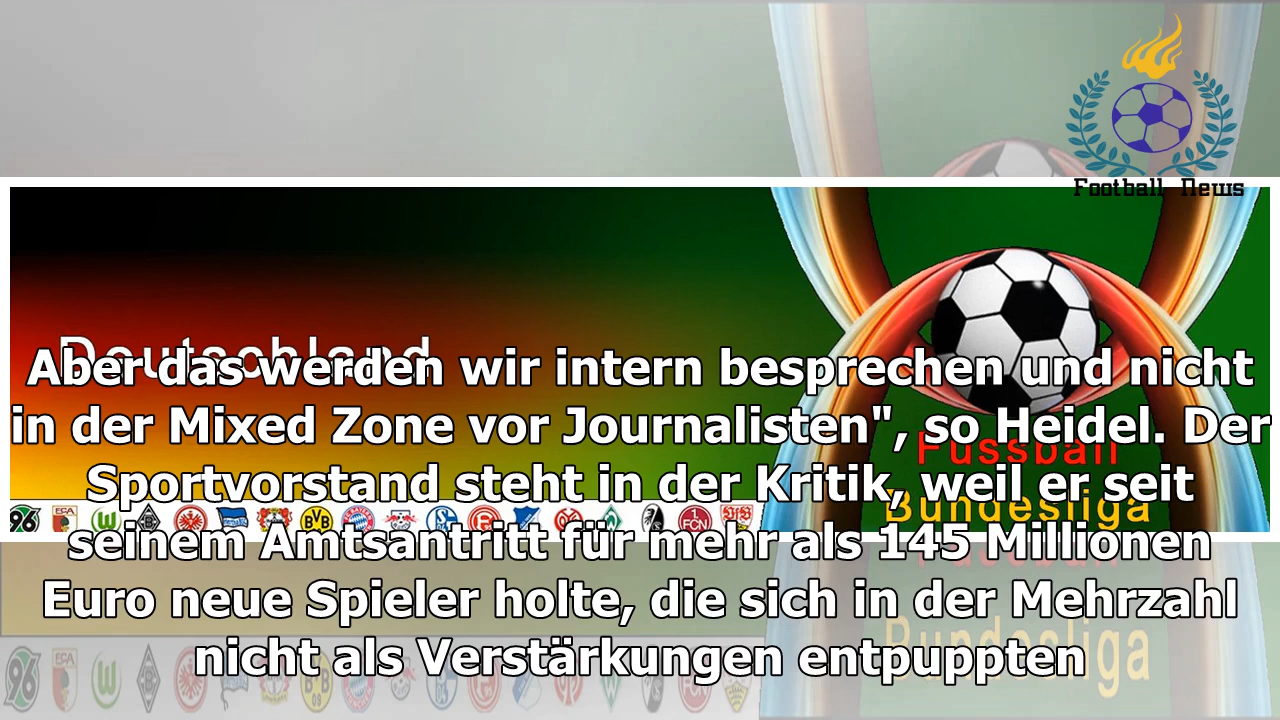 Football News
Deutschland
Aber das werden wir intern besprechen und nicht
in der Mixed Zone vor Journalisten", so Heidel. Der
Sportvorstand steht in der Kritik, weil er seit
seinem Amtsantritt für mehr als 145 Millionen
Euro neue Spieler holte, die sich in der Mehrzahl
nicht als Verstärkungen entpuppten
Fussball
Bundesliga